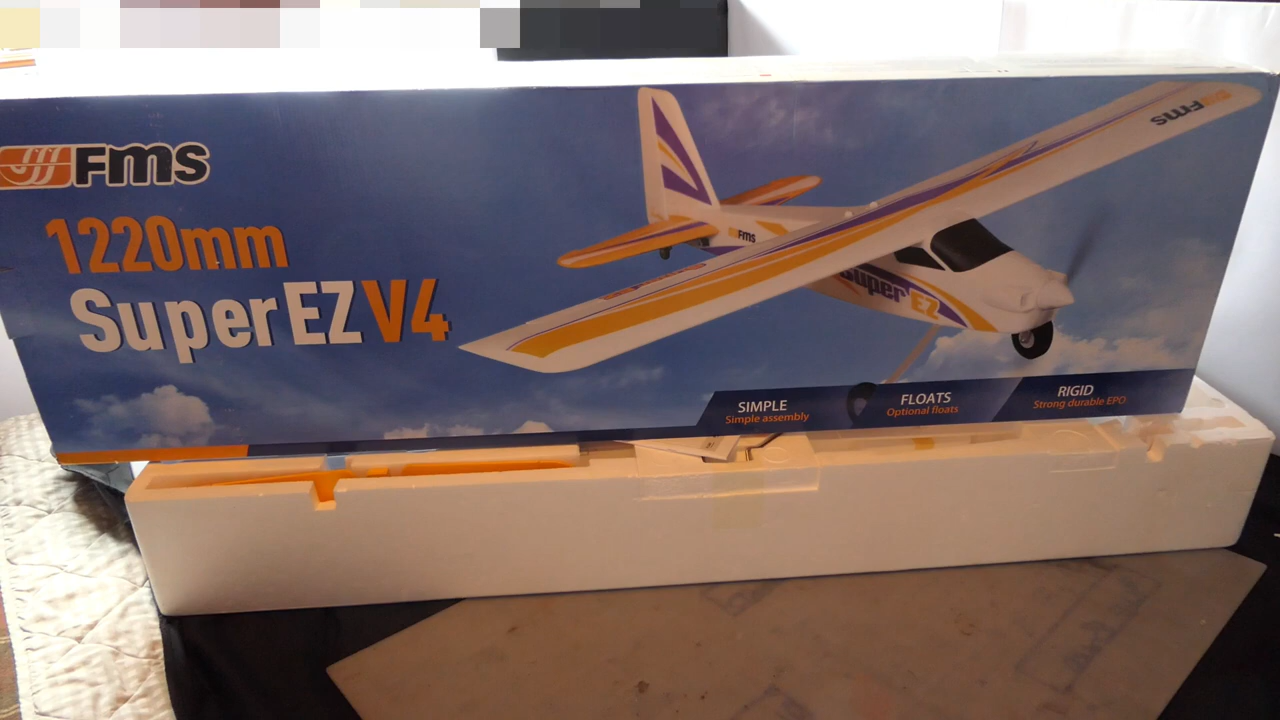 Fms
1220mm
Super EZ V4
Fms
Fms
Super EZ
SIMPLE
Simple assembly
FLOATS
Optional floats
RIGID
Strong durable EPO